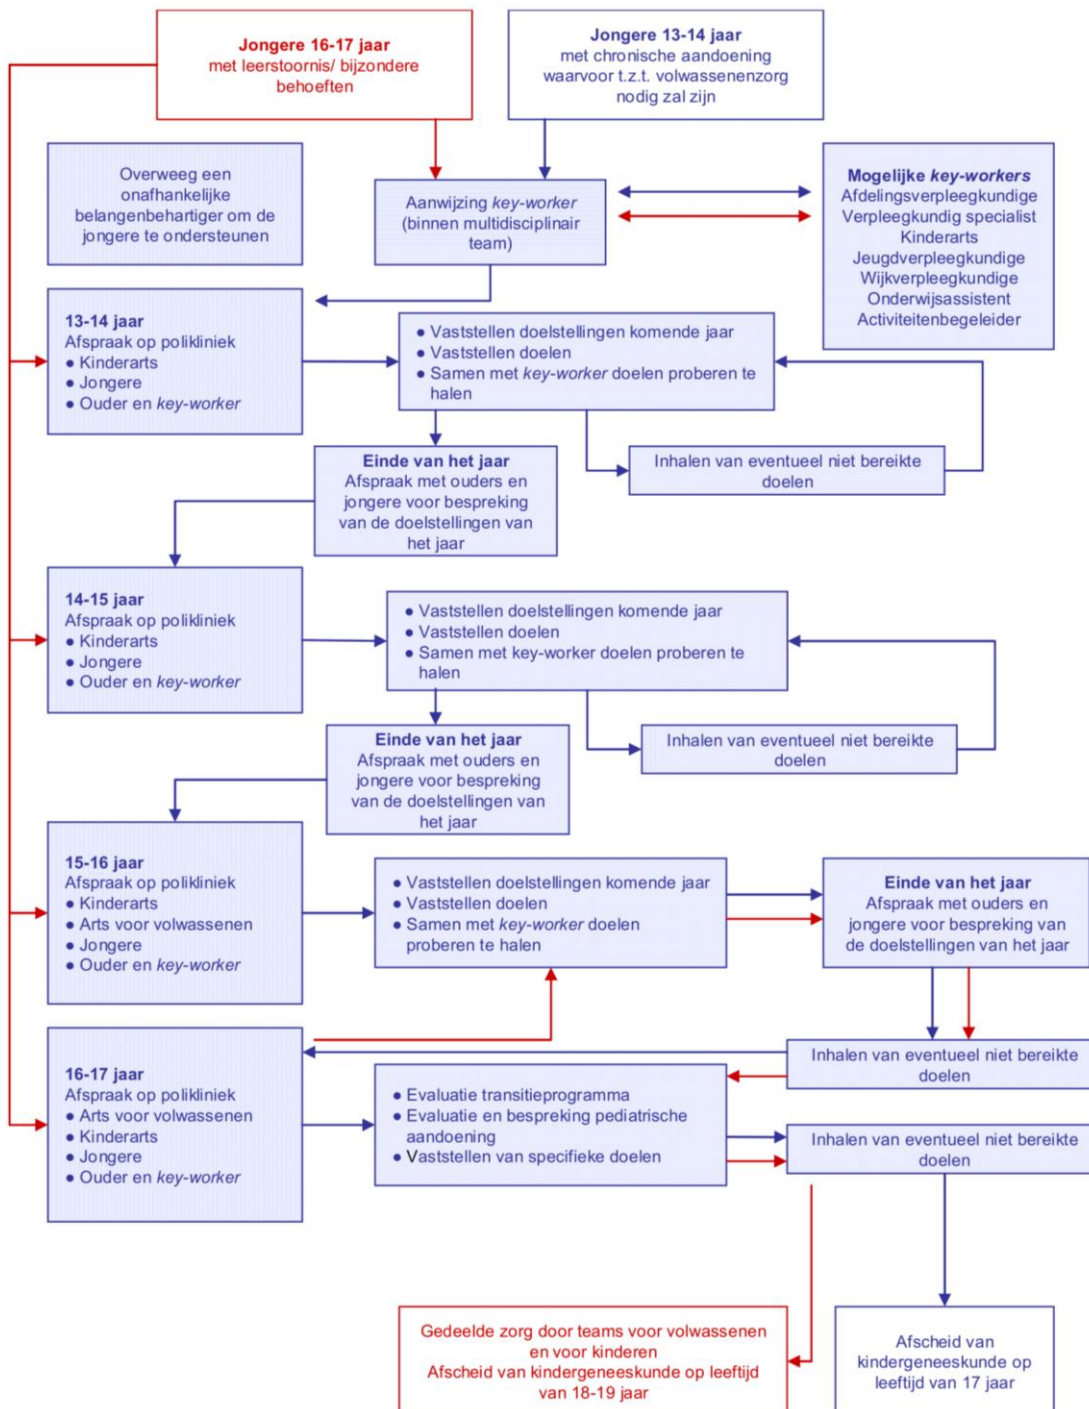 Jongere 16-17 jaar
met leerstoornis/ bijzondere
behoeften
Jongere 13-14 jaar
met chronische aandoening
waarvoor t.z.t. volwassenenzorg
nodig zal zijn
Overweeg een
onafhankelijke
belangenbehartiger om de
jongere te ondersteunen
Aanwijzing key-worker
(binnen multidisciplinair
team)
Mogelijke key-workers
Afdelingsverpleegkundige
Verpleegkundig specialist
Kinderarts
Jeugdverpleegkundige
Wijkverpleegkundige
Onderwijsassistent
Activiteitenbegeleider
13-14 jaar
Afspraak op polikliniek
● Kinderarts
● Jongere
● Ouder en key-worker
● Vaststellen doelstellingen komende jaar
● Vaststellen doelen
● Samen met key-worker doelen proberen te
halen
Einde van het jaar
Afspraak met ouders en
jongere voor bespreking
van de doelstellingen van
het jaar
Inhalen van eventueel niet bereikte
doelen
14-15 jaar
Afspraak op polikliniek
● Kinderarts
● Jongere
● Ouder en key-worker
● Vaststellen doelstellingen komende jaar
● Vaststellen doelen
● Samen met key-worker doelen proberen te
halen
Einde van het jaar
Afspraak met ouders en
jongere voor bespreking
van de doelstellingen van
het jaar
Inhalen van eventueel niet bereikte
doelen
15-16 jaar
Afspraak op polikliniek
● Kinderarts
● Arts voor volwassenen
● Jongere
● Ouder en key-worker
● Vaststellen doelstellingen komende jaar
● Vaststellen doelen
● Samen met key-worker doelen
proberen te halen
Einde van het jaar
Afspraak met ouders en
jongere voor bespreking van
de doelstellingen van het jaar
Inhalen van eventueel niet bereikte
doelen
16-17 jaar
Afspraak op polikliniek
● Arts voor volwassenen
● Kinderarts
● Jongere
● Ouder en key-worker
● Evaluatie transitieprogramma
● Evaluatie en bespreking pediatrische
aandoening
● Vaststellen van specifieke doelen
Inhalen van eventueel niet bereikte
doelen
Gedeelde zorg door teams voor volwassenen
en voor kinderen
Afscheid van kindergeneeskunde op leeftijd
van 18-19 jaar
Afscheid van
kindergeneeskunde op
leeftijd van 17 jaar